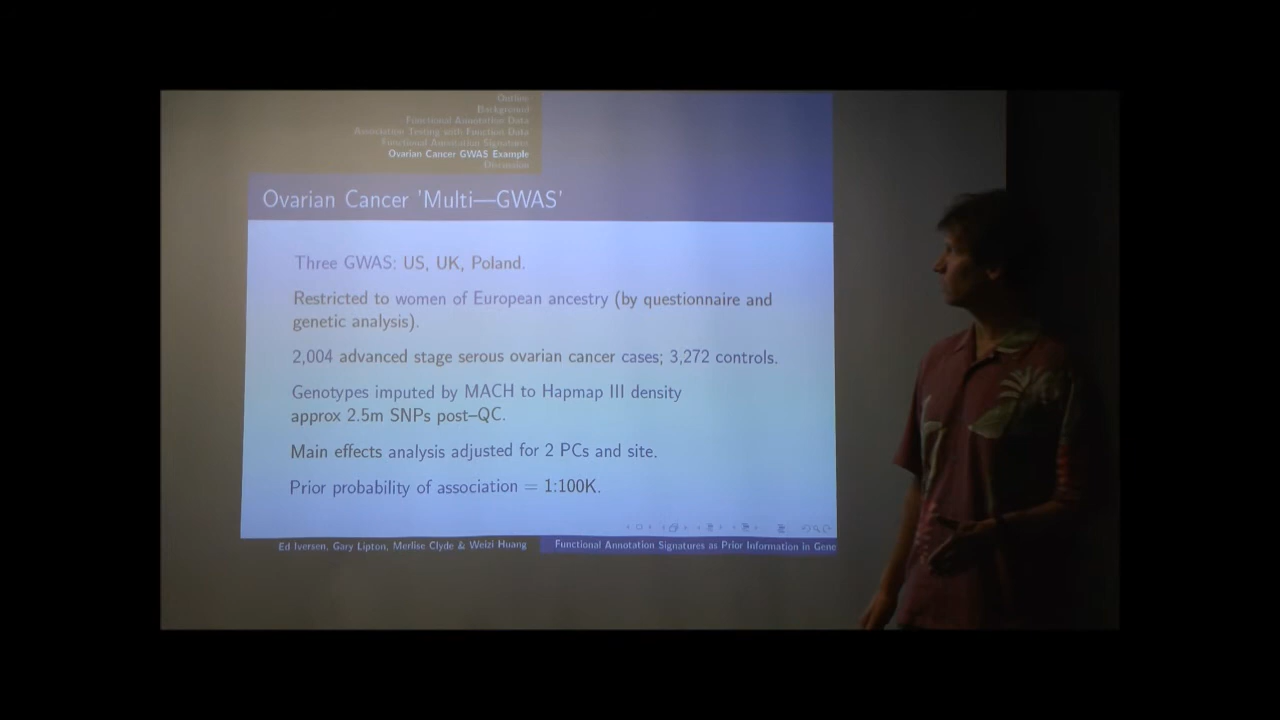 Outline
Background
Functional Annotation Data
Association Testing with Function Data
Functional Annotation Signatures
Ovarian Cancer GWAS Example
Discussion
Ovarian Cancer 'Multi—GWAS'
Three GWAS: US, UK, Poland.
Restricted to women of European ancestry (by questionnaire and
genetic analysis).
2,004 advanced stage serous ovarian cancer cases; 3,272 controls.
Genotypes imputed by MACH to Hapmap III density
approx 2.5m SNPs post–QC.
Main effects analysis adjusted for 2 PCs and site.
Prior probability of association = 1:100K.
Ed Iversen, Gary Lipton, Merlise Clyde & Weizi Huang
Functional Annotation Signatures as Prior Information in Gene